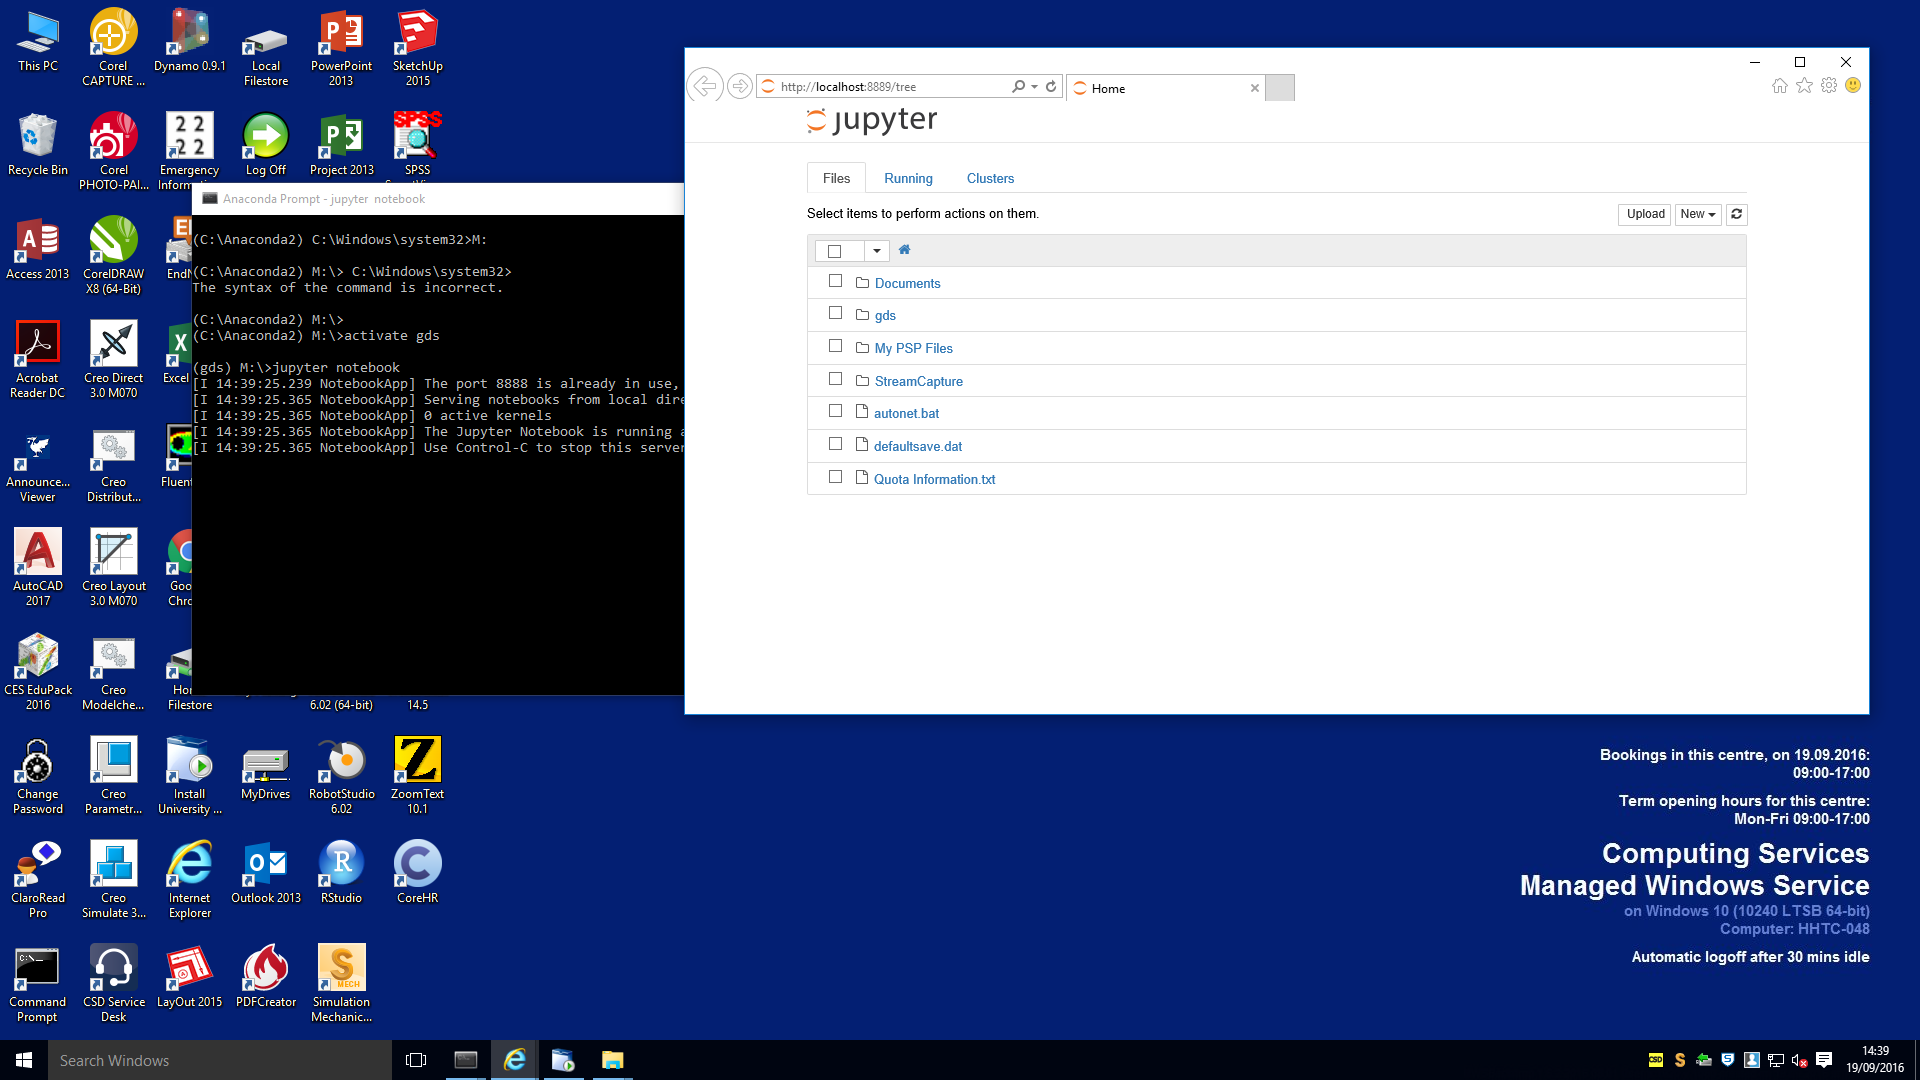 This PC
Corel
CAPTURE ...
Dynamo 0.9.1
Local
Filestore
PowerPoint
2013
SketchUp
2015
Recycle Bin
Corel
PHOTO-PAI...
2 2
2 2
Emergency
Log Off
Project 2013
SPSS
SPSS
Access 2013
CorelDRAW
X8 (64-Bit)
Acrobat
Reader DC
Creo Direct
3.0 M070
Excel
Announce...
Viewer
Creo
Distribut...
Fluent
AutoCAD
2017
Creo Layout
3.0 M070
CES EduPack
2016
Creo
Modelche...
Filestore
6.02 (64-bit)
14.5
Change
Password
Creo
Parametr...
Install
University ...
MyDrives
RobotStudio
6.02
ZoomText
10.1
ClaroRead
Pro
Creo
Simulate 3...
Internet
Explorer
Outlook 2013
RStudio
CoreHR
Command
Prompt
CSD Service
Desk
LayOut 2015
PDFCreator
MECH
Simulation
Mechanic...
Anaconda Prompt - jupyter notebook
(C:\Anaconda2) C:\Windows\system32>M:
(C:\Anaconda2) M:\> C:\Windows\system32>
The syntax of the command is incorrect.
(C:\Anaconda2) M:\>
(C:\Anaconda2) M:\>activate gds
(gds) M:\>jupyter notebook
[I 14:39:25.239 NotebookApp] The port 8888 is already in use,
[I 14:39:25.365 NotebookApp] Serving notebooks from local dire
[I 14:39:25.365 NotebookApp] 0 active kernels
[I 14:39:25.365 NotebookApp] The Jupyter Notebook is running a
[I 14:39:25.365 NotebookApp] Use Control-C to stop this server
http://localhost:8889/tree
Home
jupyter
Files
Running
Clusters
Select items to perform actions on them.
Upload
New
Documents
gds
My PSP Files
StreamCapture
autonet.bat
defaultsave.dat
Quota Information.txt
Bookings in this centre, on 19.09.2016:
09:00-17:00
Term opening hours for this centre:
Mon-Fri 09:00-17:00
Computing Services
Managed Windows Service
on Windows 10 (10240 LTSB 64-bit)
Computer: HHTC-048
Automatic logoff after 30 mins idle
Search Windows
CSD
14:39
19/09/2016